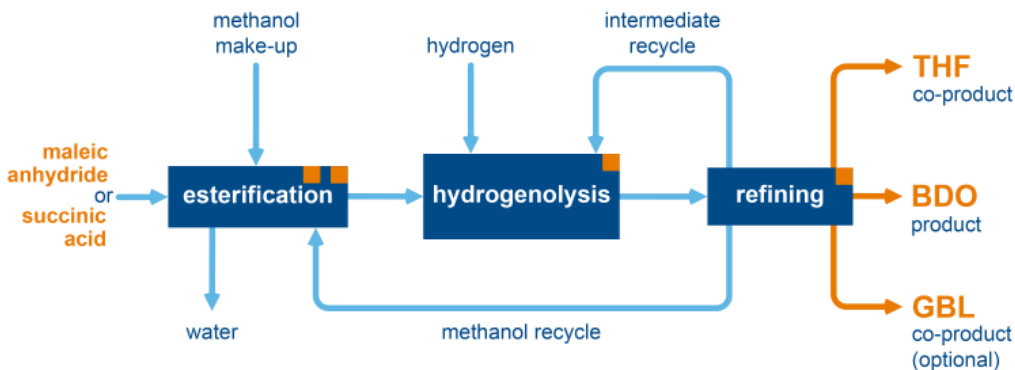 methanol
make-up
hydrogen
intermediate
recycle
THF
co-product
maleic
anhydride
or
succinic
acid
esterification
hydrogenolysis
refining
BDO
product
water
methanol recycle
GBL
co-product
(optional)